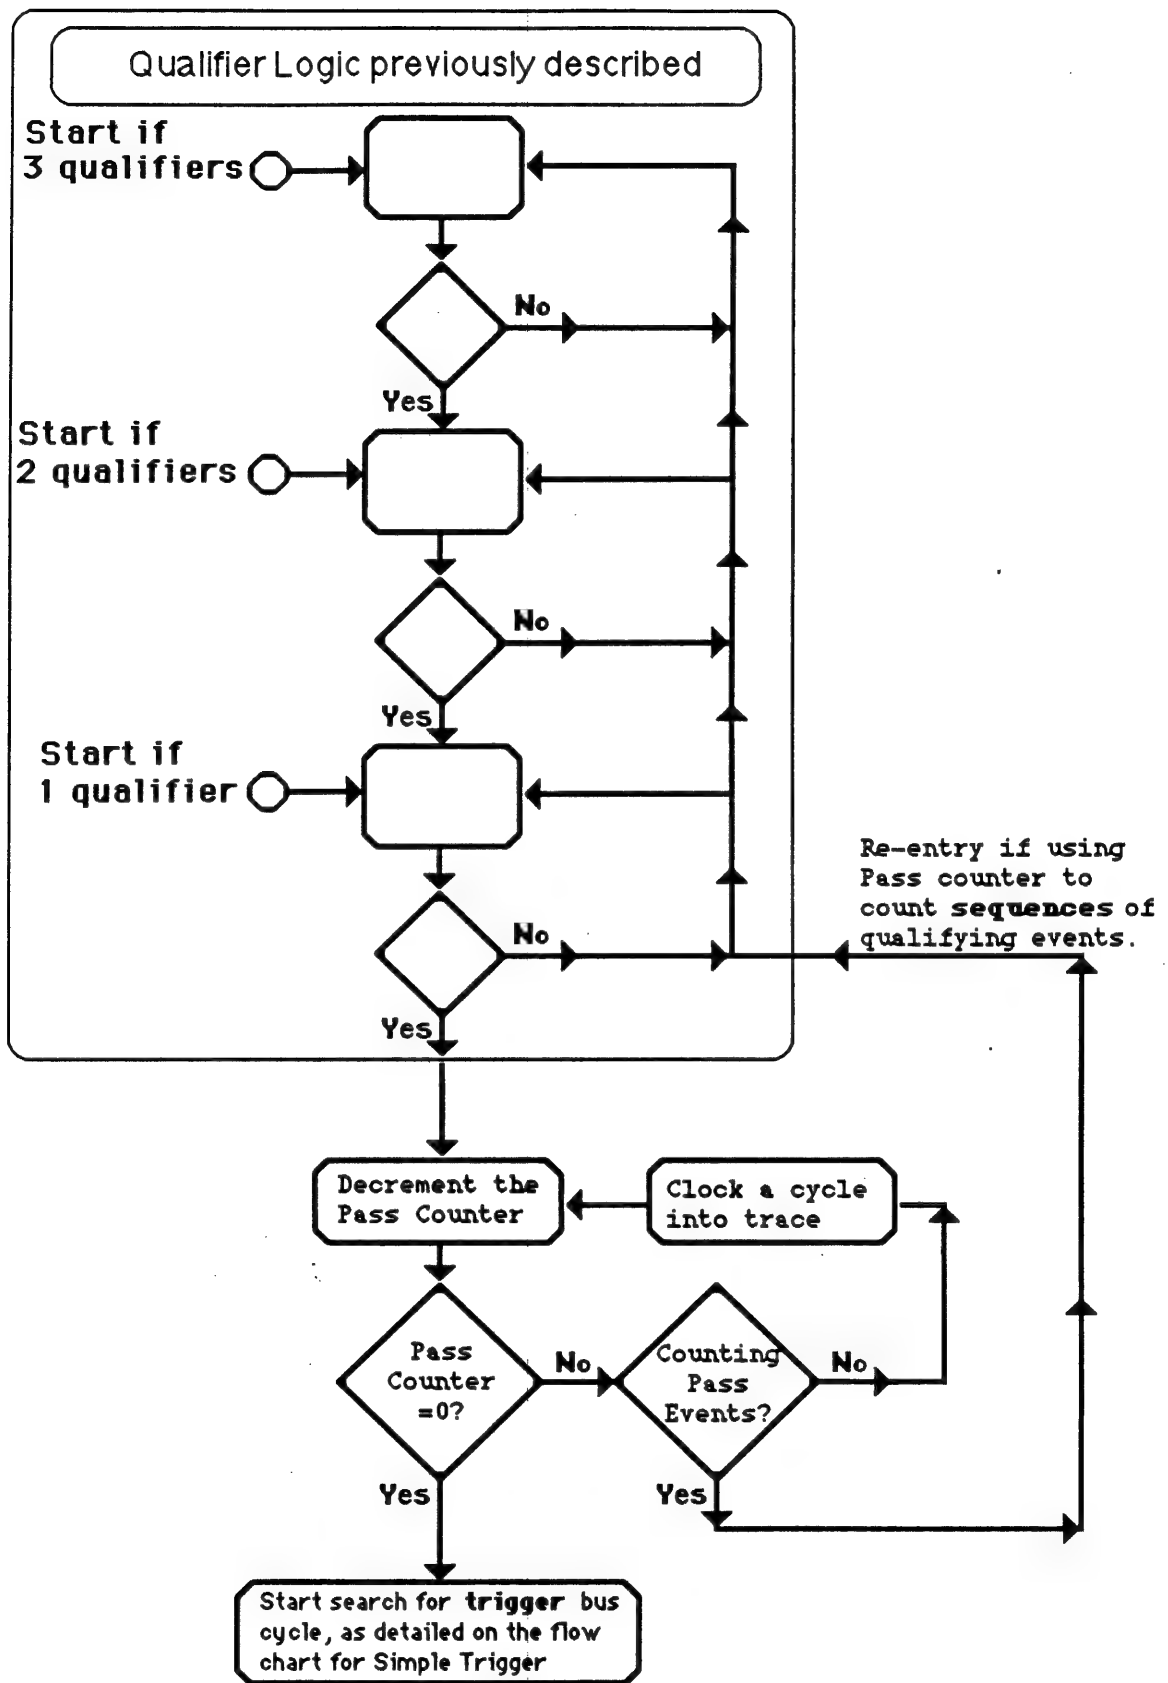 Qualifier Logic previously described
Start if
3 qualifiers
No
Yes
Start if
2 qualifiers
No
Yes
Start if
1 qualifier
No
Yes
Re-entry if using
Pass counter to
count sequences of
qualifying events.
Decrement the
Pass Counter
Clock a cycle
into trace
Pass
Counter
=0?
No
Counting
Pass
Events?
No
Yes
Yes
Start search for trigger bus
cycle, as detailed on the flow
chart for Simple Trigger